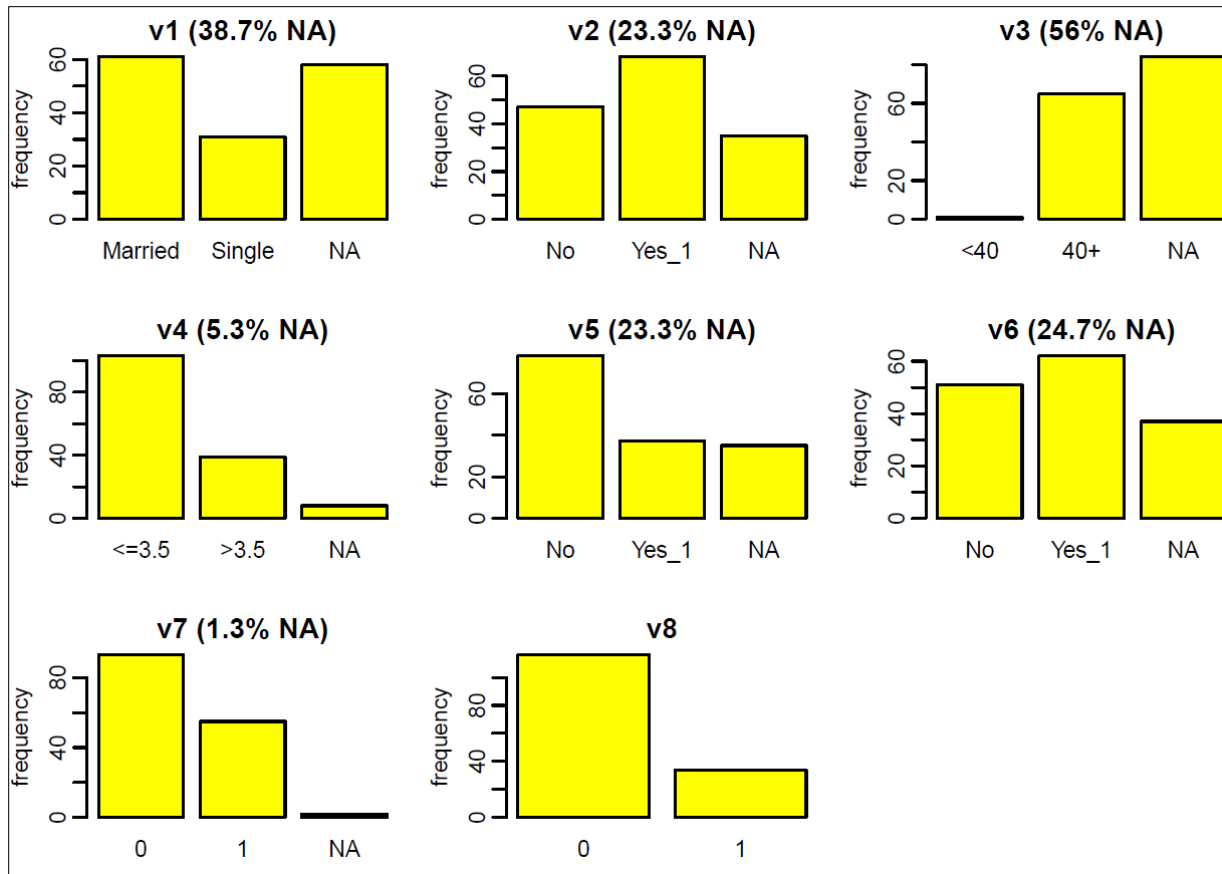 v1 (38.7% NA)
frequency
0 20 40 60
Married Single NA
v2 (23.3% NA)
frequency
0 20 40 60
No Yes_1 NA
v3 (56% NA)
frequency
0 20 60
<40 40+ NA
v4 (5.3% NA)
frequency
0 40 80
<=3.5 >3.5 NA
v5 (23.3% NA)
frequency
0 20 60
No Yes_1 NA
v6 (24.7% NA)
frequency
0 20 40 60
No Yes_1 NA
v7 (1.3% NA)
frequency
0 40 80
0 1 NA
v8
frequency
0 40 80
0 1